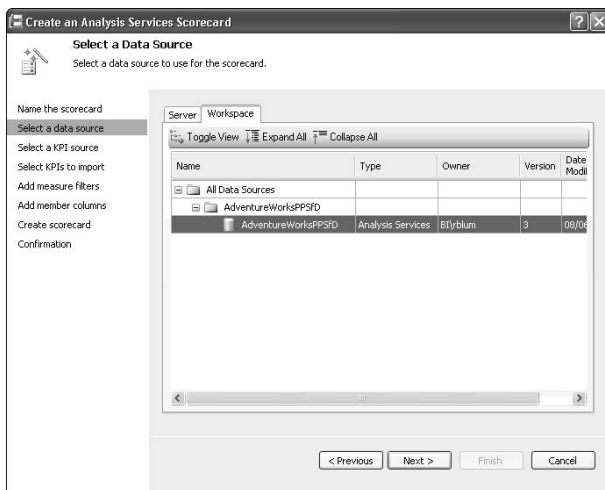 Create an Analysis Services Scorecard
Select a Data Source
Select a data source to use for the scorecard.
Name the scorecard
Select a data source
Select a KPI source
Select KPIs to import
Add measure filters
Add member columns
Create scorecard
Confirmation
Server Workspace
Toggle View Expand All Collapse All
Name Type Owner Version Date Modi
All Data Sources
AdventureWorksPPSfD
AdventureWorksPPSfD Analysis Services BI\rblum 3 08/06
< Previous Next > Finish Cancel